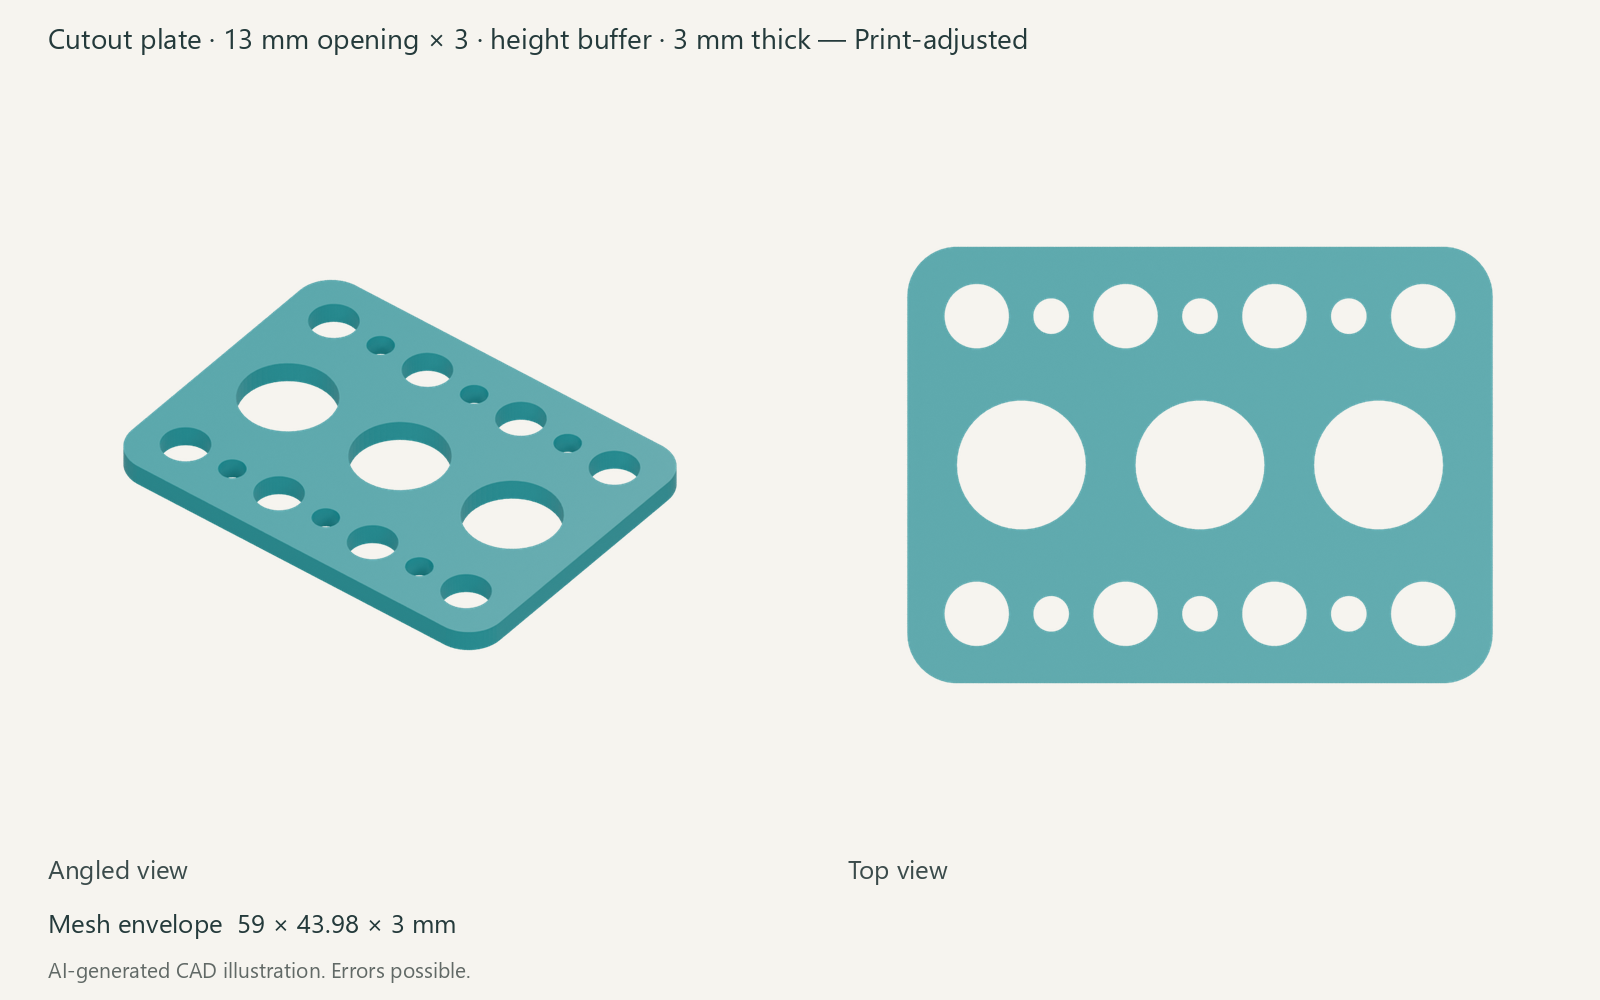 Cutout plate · 13 mm opening × 3 · height buffer · 3 mm thick — Print-adjusted
Angled view
Top view
Mesh envelope 59 × 43.98 × 3 mm
AI-generated CAD illustration. Errors possible.